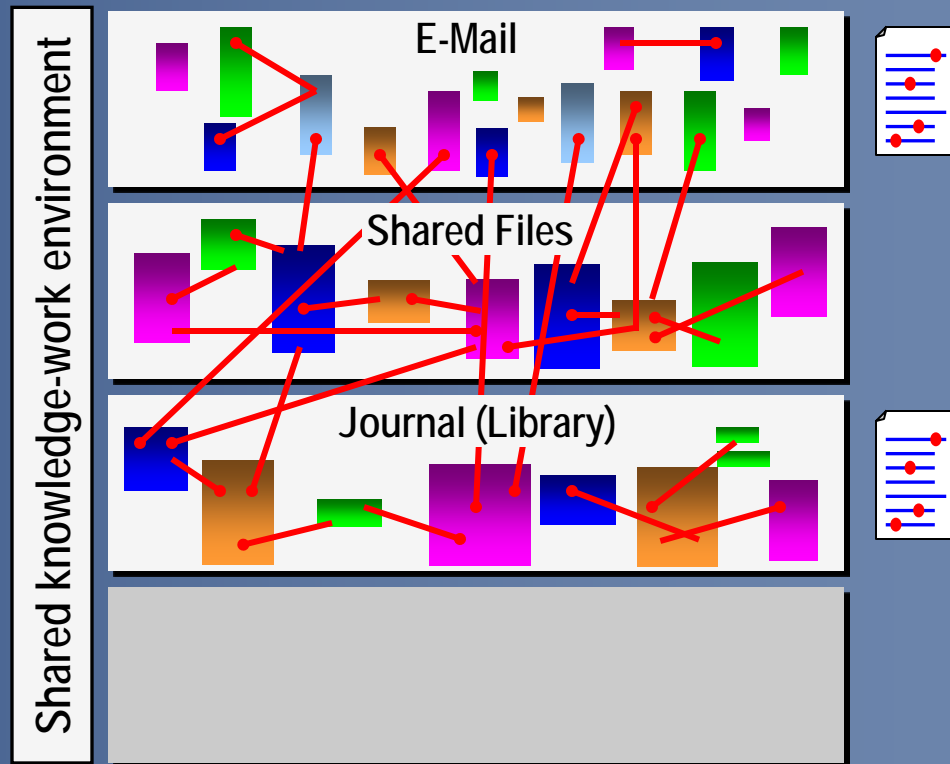 Shared knowledge-work environment
E-Mail
Shared Files
Journal (Library)